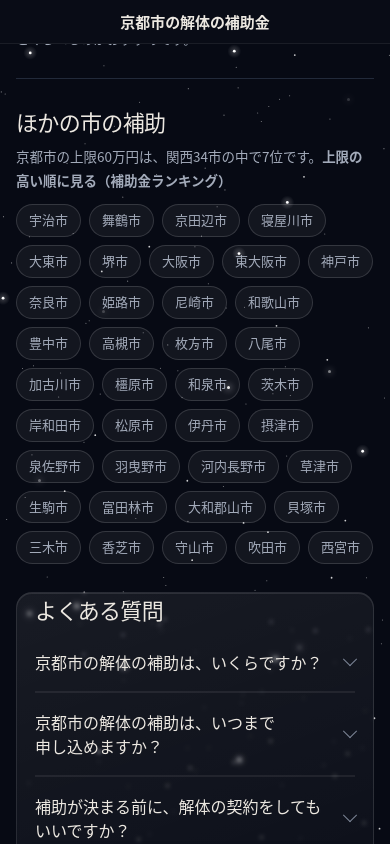 京都市の解体の補助金
ほかの市の補助
京都市の上限60万円は、関西34市の中で7位です。上限の
高い順に見る（補助金ランキング）
宇治市 舞鶴市 京田辺市 寝屋川市
大東市 堺市 大阪市 東大阪市 神戸市
奈良市 姫路市 尼崎市 和歌山市
豊中市 高槻市 枚方市 八尾市
加古川市 橿原市 和泉市 茨木市
岸和田市 松原市 伊丹市 摂津市
泉佐野市 羽曳野市 河内長野市 草津市
生駒市 富田林市 大和郡山市 貝塚市
三木市 香芝市 守山市 吹田市 西宮市
よくある質問
京都市の解体の補助は、いくらですか？
京都市の解体の補助は、いつまで
申し込めますか？
補助が決まる前に、解体の契約をしても
いいですか？